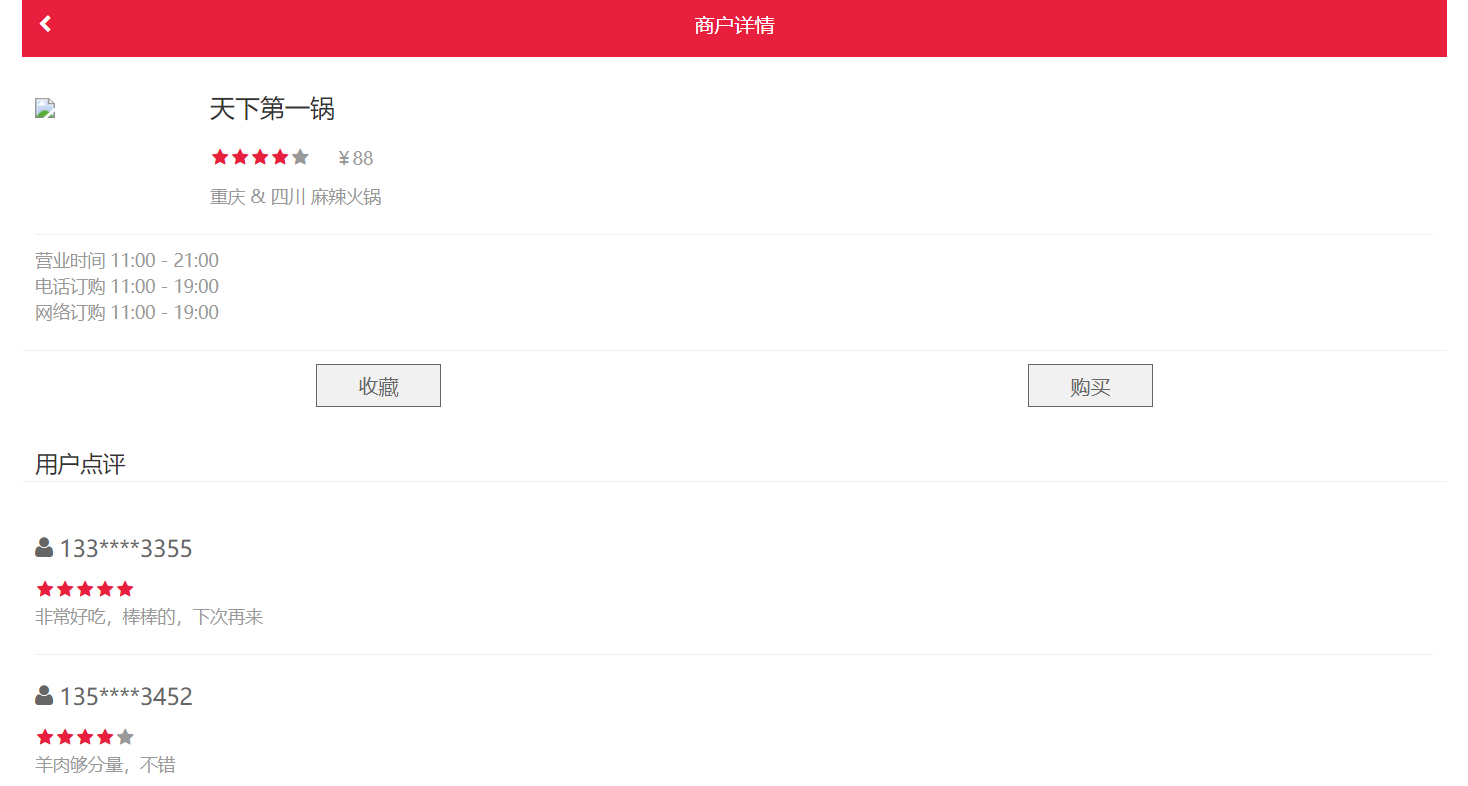 商户详情
天下第一锅
¥88
重庆 & 四川 麻辣火锅
营业时间 11:00 - 21:00
电话订购 11:00 - 19:00
网络订购 11:00 - 19:00
收藏
购买
用户点评
133****3355
非常好吃，棒棒的，下次再来
135****3452
羊肉够分量，不错